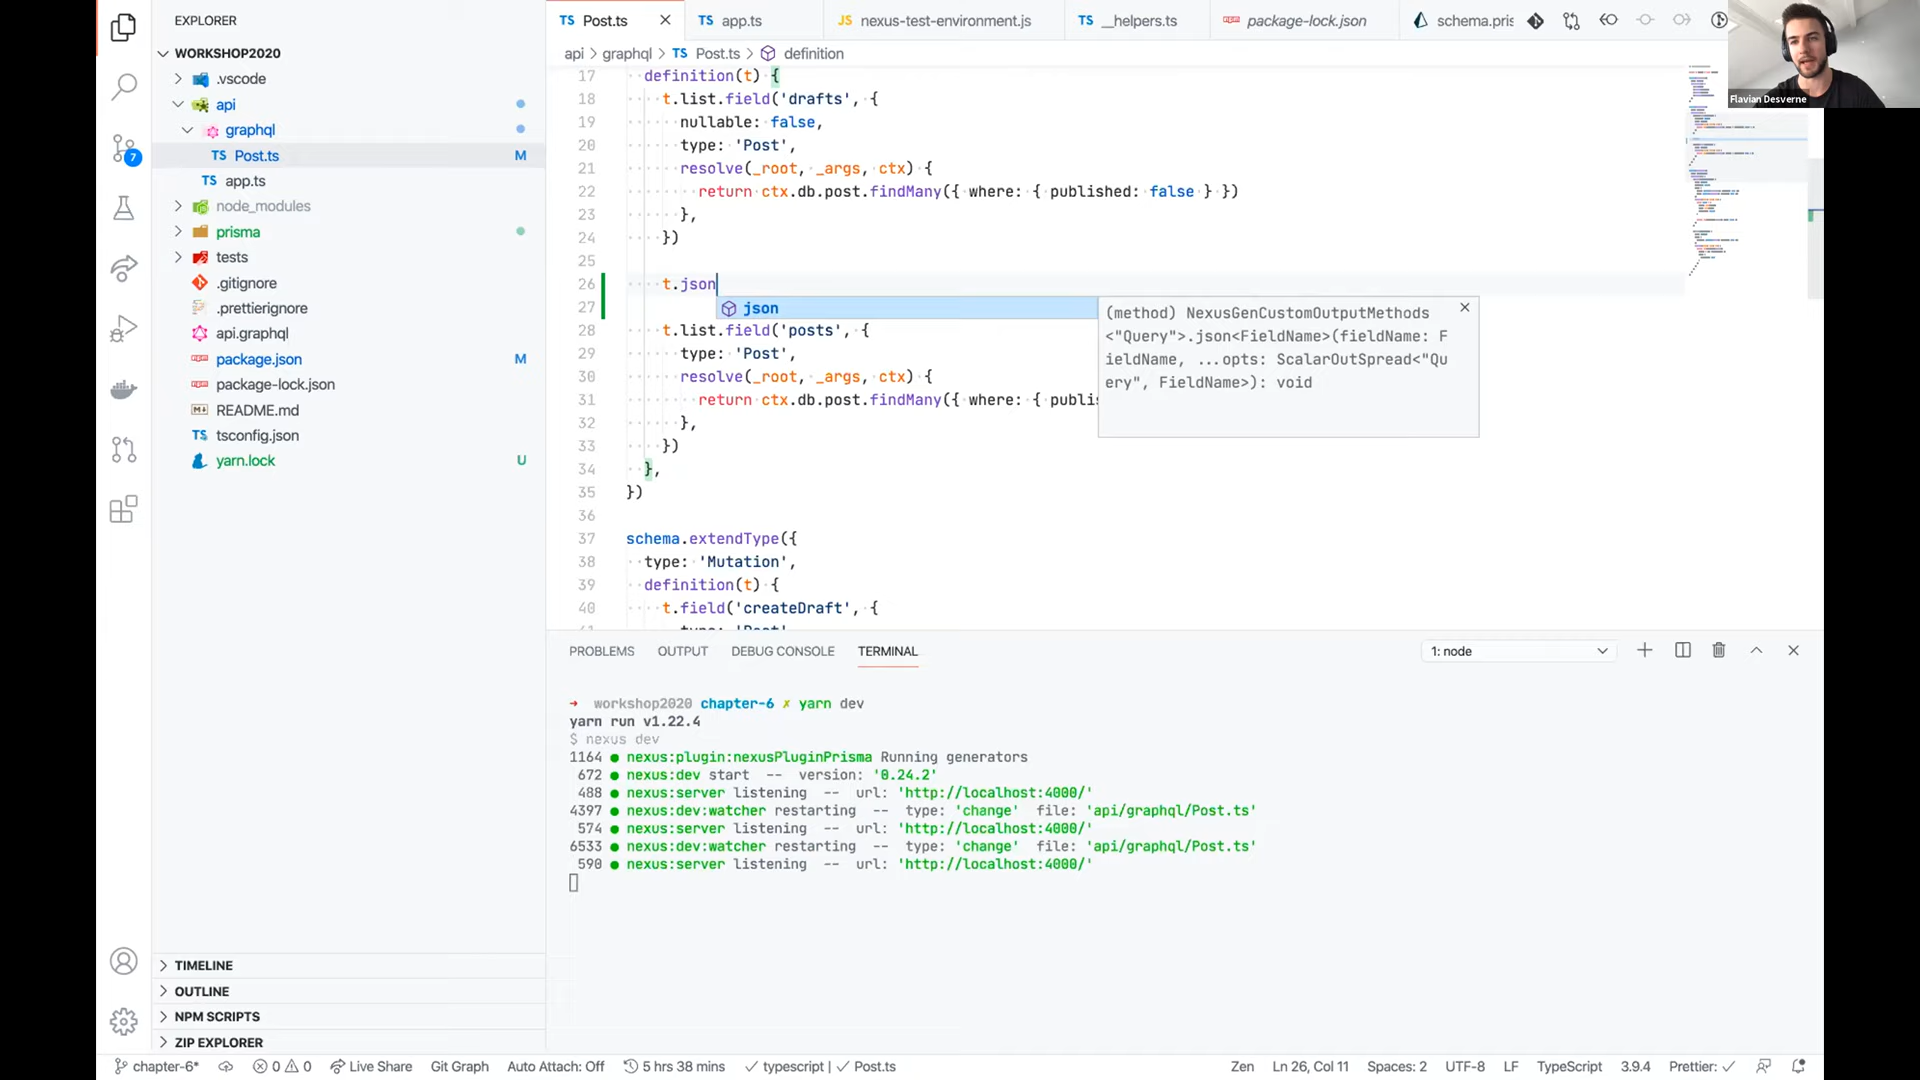 EXPLORER
WORKSHOP2020
.vscode
api
graphql
TS Post.ts M
TS app.ts
node_modules
prisma
tests
.gitignore
.prettierignore
api.graphql
package.json M
package-lock.json
README.md
TS tsconfig.json
yarn.lock U
TIMELINE
OUTLINE
NPM SCRIPTS
ZIP EXPLORER
7
TS Post.ts
TS app.ts
JS nexus-test-environment.js
TS __helpers.ts
package-lock.json
schema.pris
Flavian Desverne
api > graphql > TS Post.ts > definition
17 definition(t) {
18 t.list.field('drafts', {
19 nullable: false,
20 type: 'Post',
21 resolve(_root, _args, ctx) {
22 return ctx.db.post.findMany({ where: { published: false } })
23 },
24 })
25
26 t.json
27
28 t.list.field('posts', {
29 type: 'Post',
30 resolve(_root, _args, ctx) {
31 return ctx.db.post.findMany({ where: { publi
32 },
33 })
34 },
35 })
36
37 schema.extendType({
38 type: 'Mutation',
39 definition(t) {
40 t.field('createDraft', {
json
(method) NexusGenCustomOutputMethods
<"Query">.json<FieldName>(fieldName: F
ieldName, ...opts: ScalarOutSpread<"Qu
ery", FieldName>): void
PROBLEMS OUTPUT DEBUG CONSOLE TERMINAL
1: node
→ workshop2020 chapter-6 ✗ yarn dev
yarn run v1.22.4
$ nexus dev
1164 ● nexus:plugin:nexusPluginPrisma Running generators
672 ● nexus:dev start -- version: '0.24.2'
488 ● nexus:server listening -- url: 'http://localhost:4000/'
4397 ● nexus:dev:watcher restarting -- type: 'change' file: 'api/graphql/Post.ts'
574 ● nexus:server listening -- url: 'http://localhost:4000/'
6533 ● nexus:dev:watcher restarting -- type: 'change' file: 'api/graphql/Post.ts'
590 ● nexus:server listening -- url: 'http://localhost:4000/'
chapter-6* 0 0 Live Share Git Graph Auto Attach: Off 5 hrs 38 mins ✓ typescript | ✓ Post.ts Zen Ln 26, Col 11 Spaces: 2 UTF-8 LF TypeScript 3.9.4 Prettier: ✓